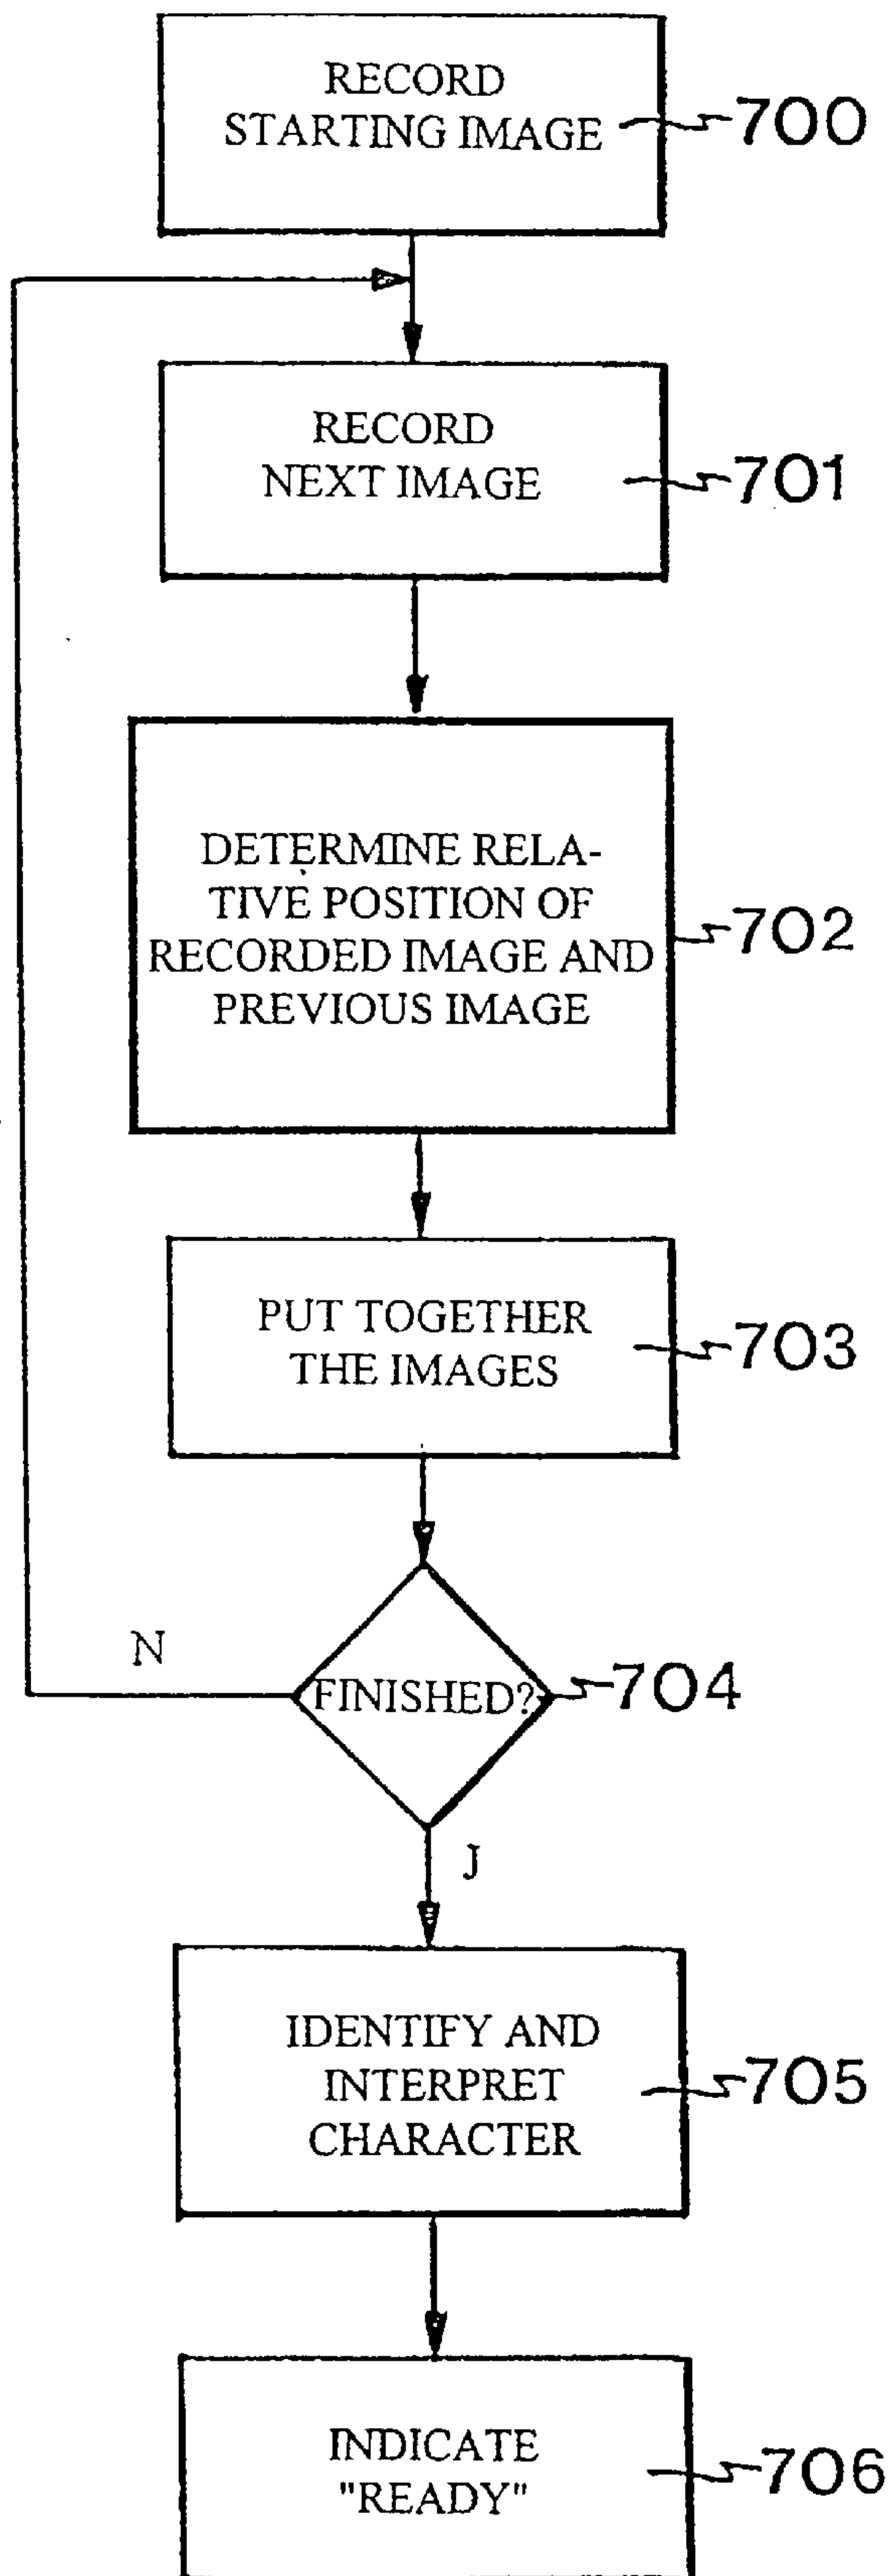 RECORD
STARTING IMAGE
700
RECORD
NEXT IMAGE
701
DETERMINE RELA-
TIVE POSITION OF
RECORDED IMAGE AND
PREVIOUS IMAGE
702
PUT TOGETHER
THE IMAGES
703
N
FINISHED?
704
J
IDENTIFY AND
INTERPRET
CHARACTER
705
INDICATE
"READY"
706